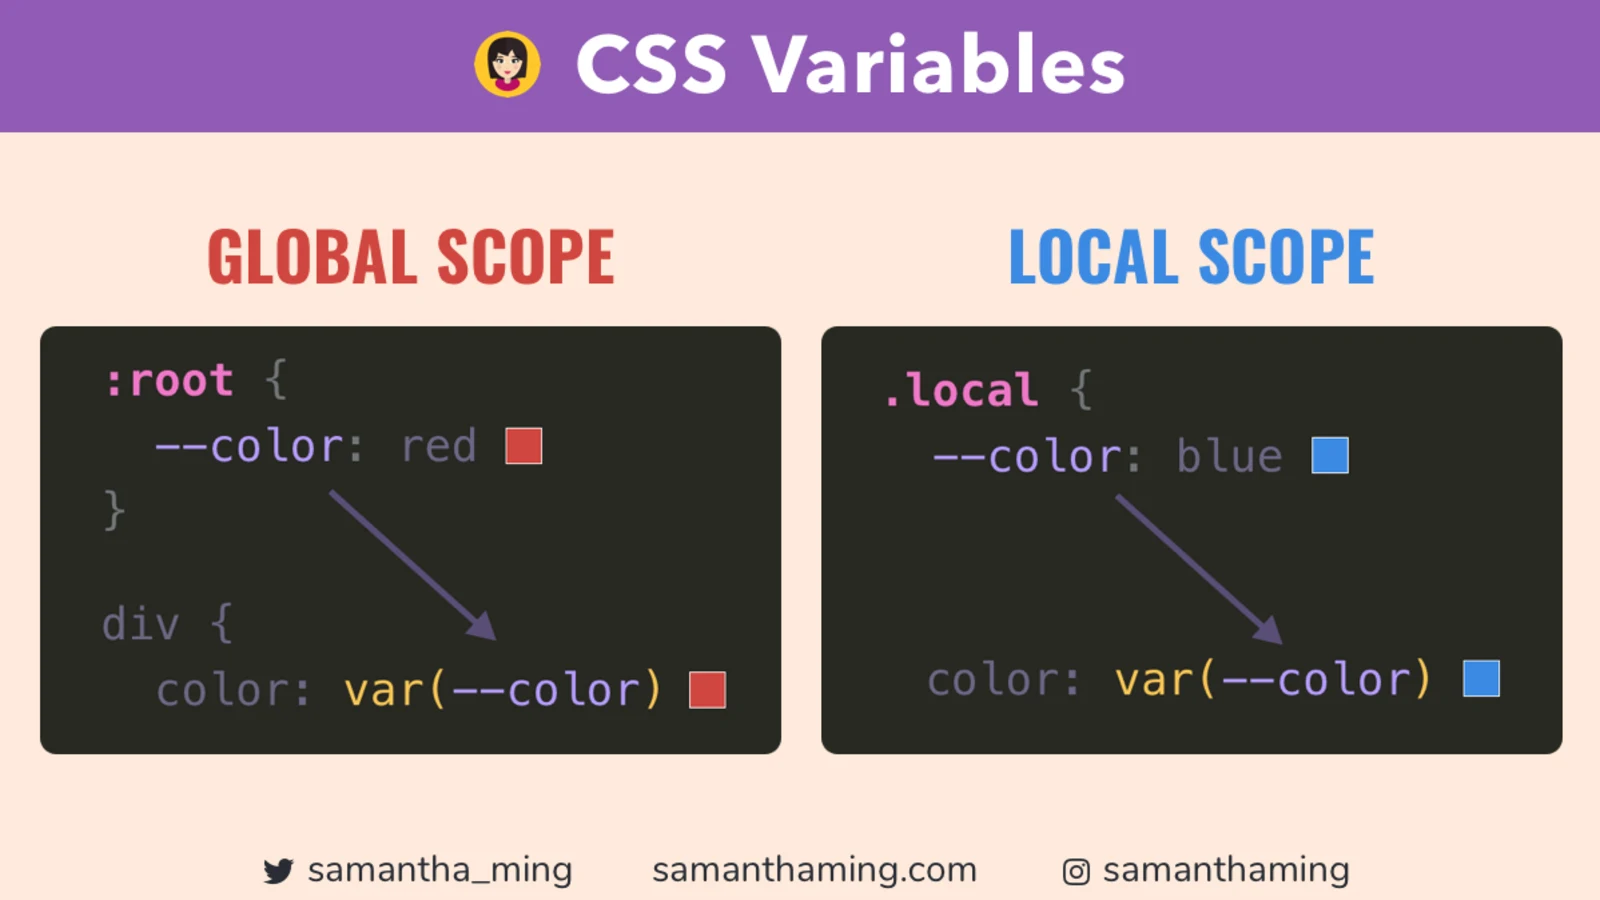 CSS Variables
GLOBAL SCOPE
:root {
--color: red
}
div {
color: var(--color)
LOCAL SCOPE
.local {
--color: blue
color: var(--color)
samantha_ming
samanthaming.com
samanthaming